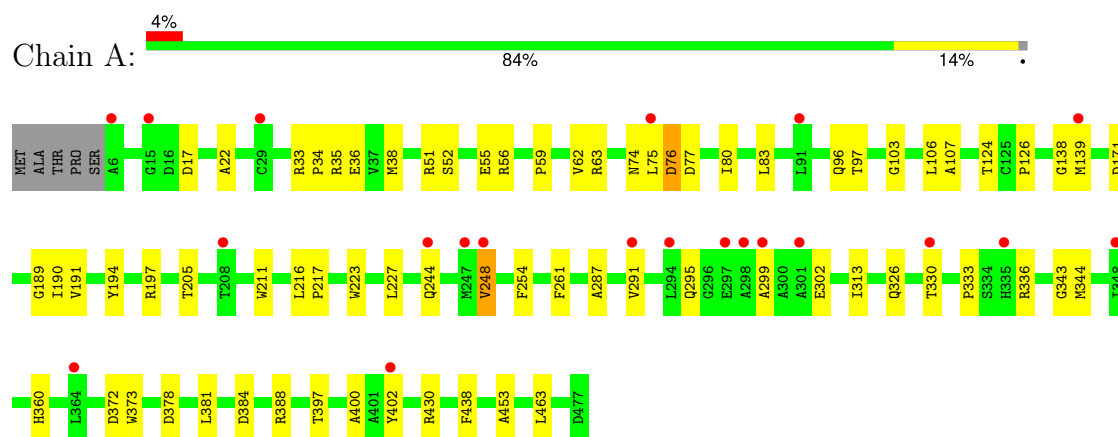 4%
Chain A:
84% 14% •
MET ALA THR PRO SER A6 G15 D16 D17 A22 C29 R33 P34 R35 E36 V37 M38 R51 S52 E55 R56 P59 V62 R63 N74 L75 D76 D77 I80 L83 L91 Q96 T97 G103 L106 A107 T124 C125 P126 G138 M139 D171
G189 I190 V191 Y194 R197 T205 T208 W211 L216 P217 W223 L227 Q244 M247 V248 F254 F261 A287 V291 L294 Q295 G296 E297 A298 A299 A300 A301 E302 I313 Q326 T330 P333 S334 H335 R336 G343 M344 I348
H360 L364 D372 W373 D378 L381 D384 R388 T397 A400 A401 Y402 R430 F438 A453 L463 D477